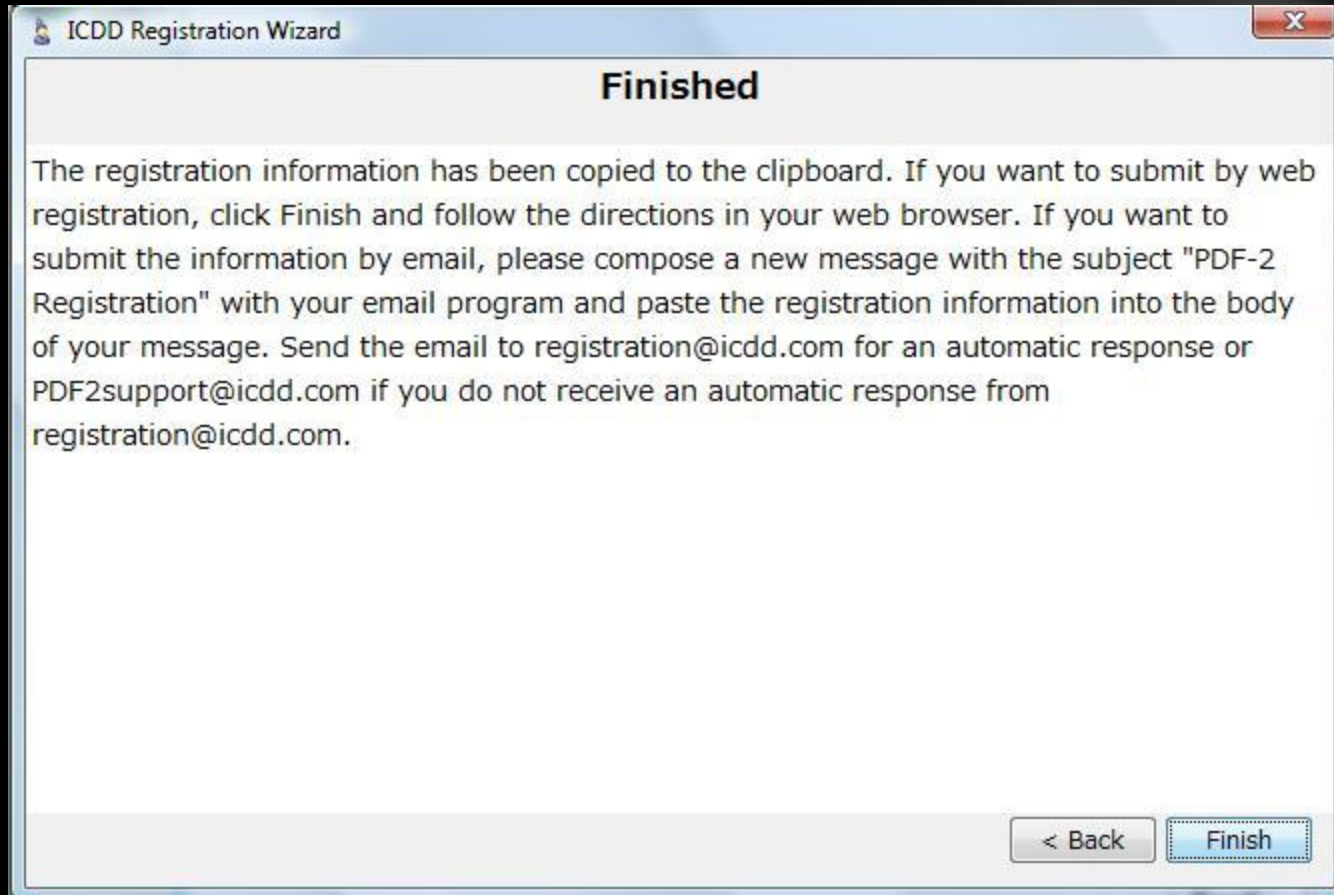 ICDD Registration Wizard
Finished
The registration information has been copied to the clipboard. If you want to submit by web
registration, click Finish and follow the directions in your web browser. If you want to
submit the information by email, please compose a new message with the subject "PDF-2
Registration" with your email program and paste the registration information into the body
of your message. Send the email to registration@icdd.com for an automatic response or
PDF2support@icdd.com if you do not receive an automatic response from
registration@icdd.com.
< Back Finish